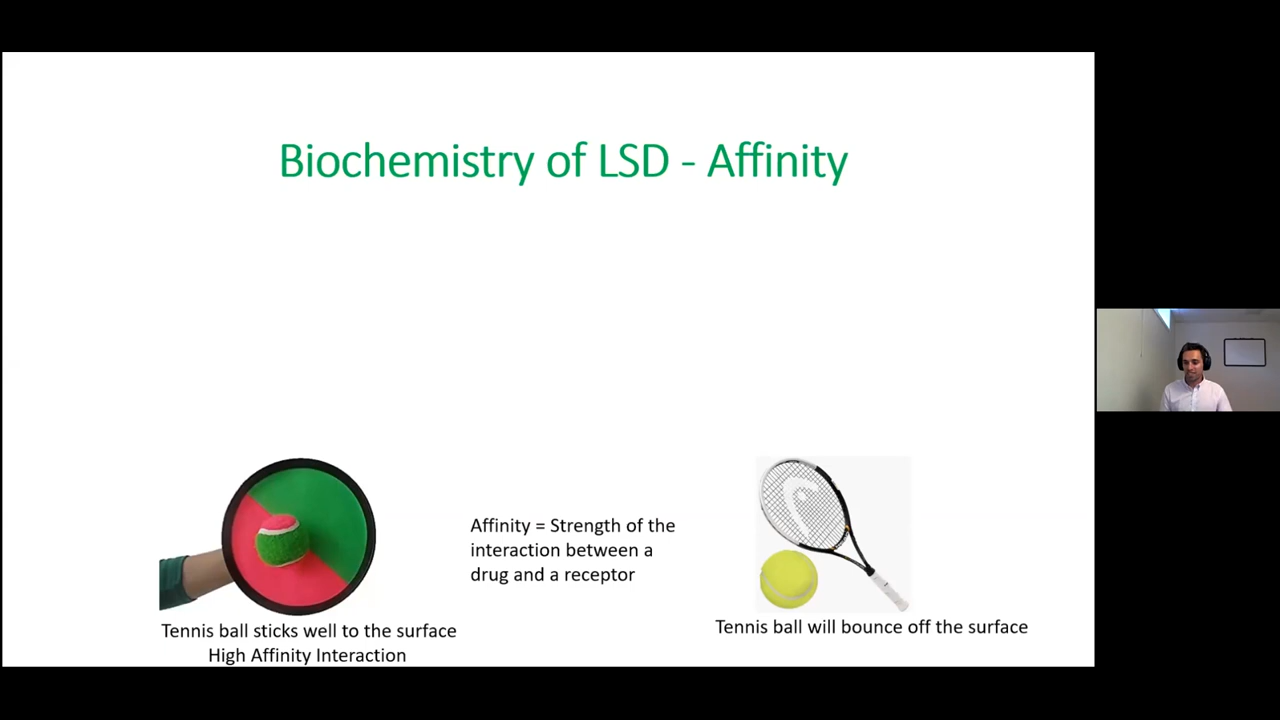 Biochemistry of LSD - Affinity
Affinity = Strength of the
interaction between a
drug and a receptor
Tennis ball sticks well to the surface
High Affinity Interaction
Tennis ball will bounce off the surface